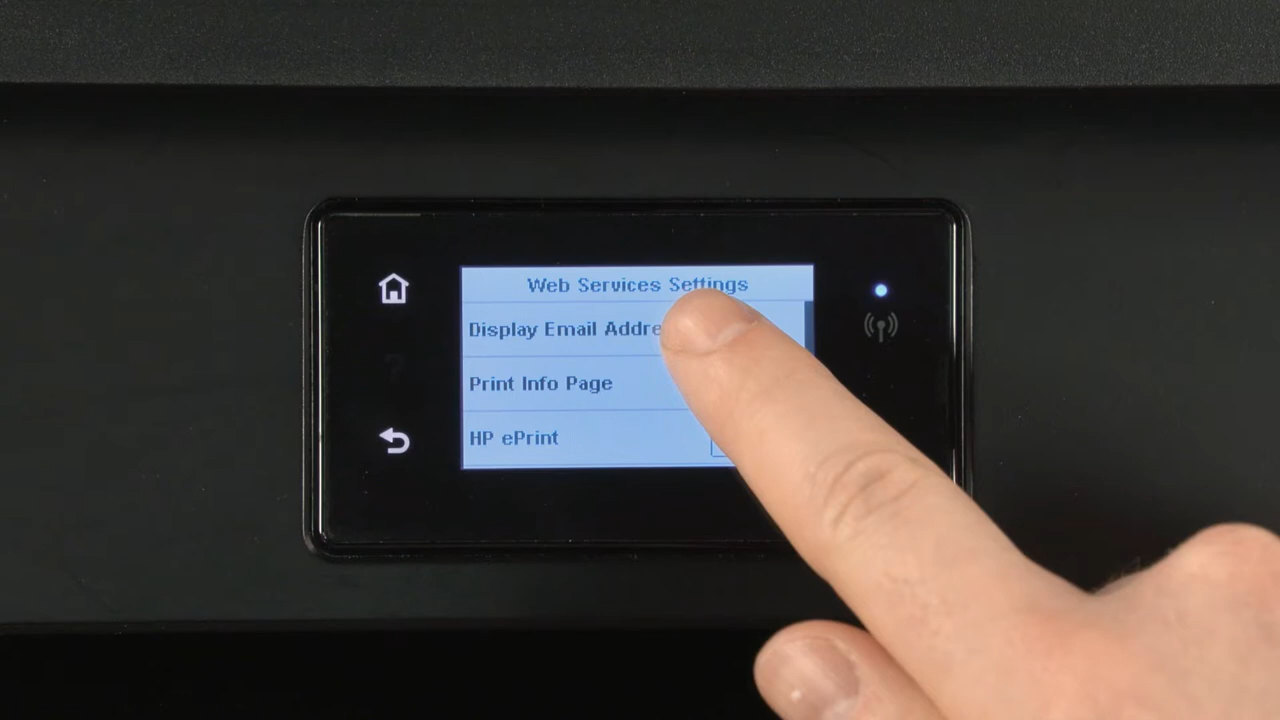 Web Services Settings
Display Email Addre
Print Info Page
HP ePrint